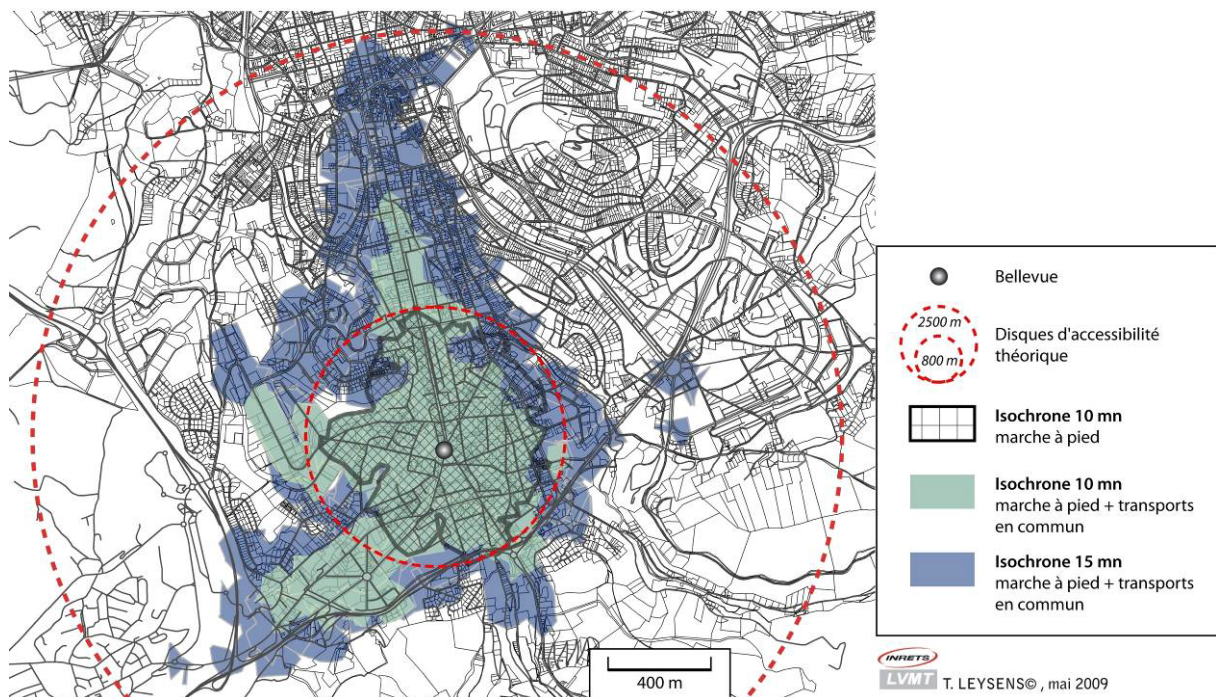 Bellevue
2500 m
800 m
Disques d'accessibilité
théorique
Isochrone 10 mn
marche à pied
Isochrone 10 mn
marche à pied + transports
en commun
Isochrone 15 mn
marche à pied + transports
en commun
400 m
INRETS
LVMT T. LEYSENS© , mai 2009